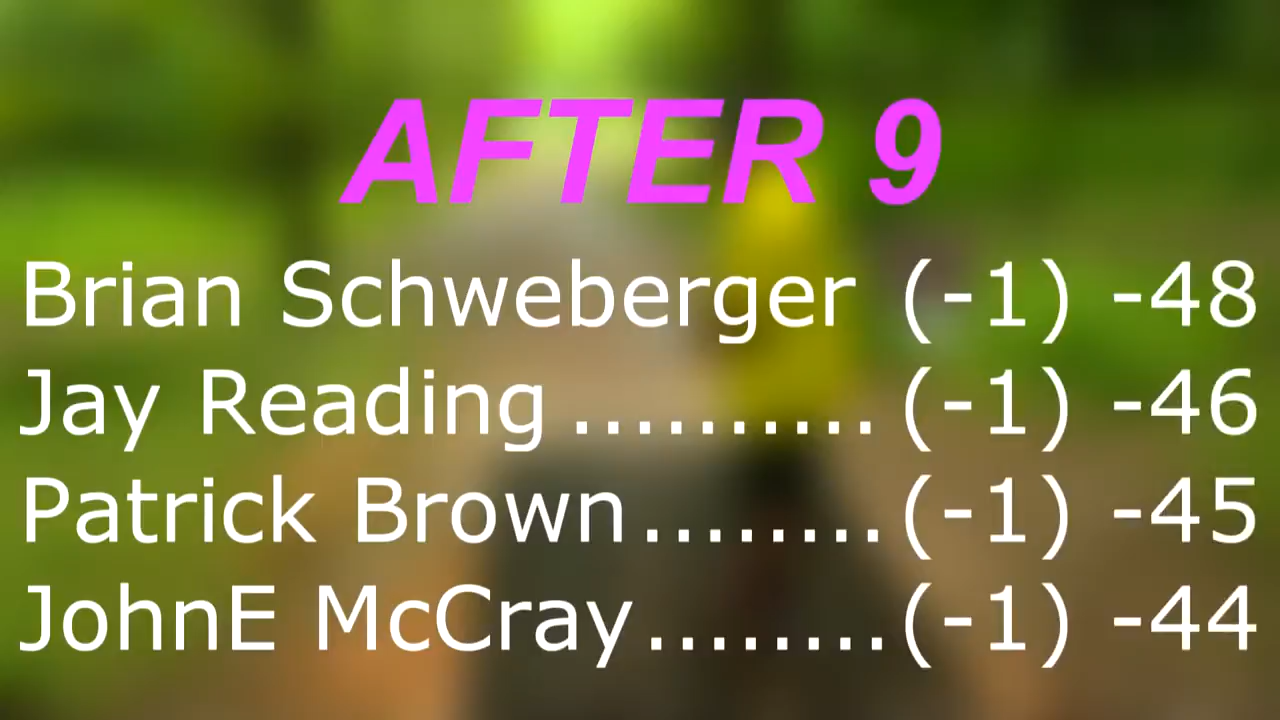 AFTER 9
Brian Schweberger (-1) -48
Jay Reading ..........(-1) -46
Patrick Brown........(-1) -45
JohnE McCray........(-1) -44